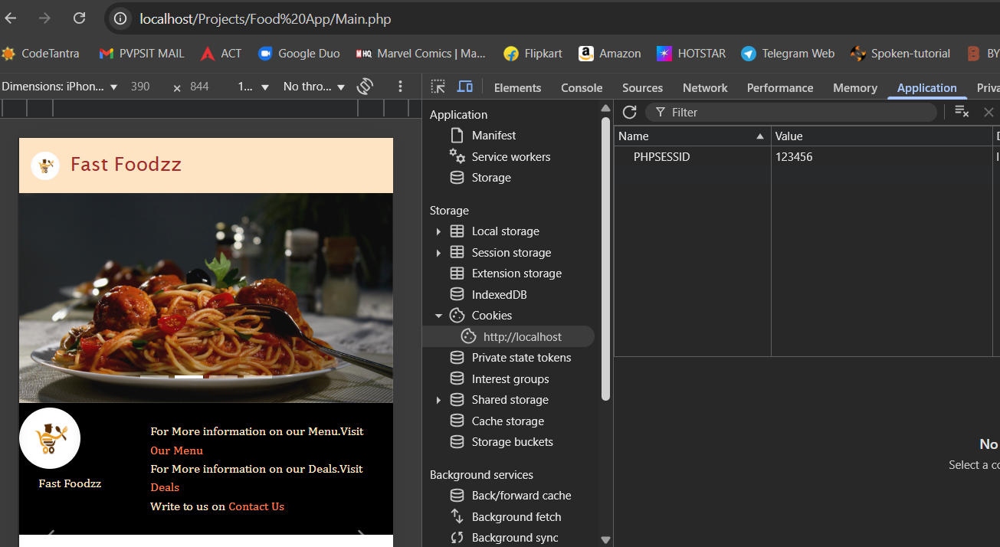 localhost/Projects/Food%20App/Main.php
CodeTantra PVPSIT MAIL ACT Google Duo HQ Marvel Comics | Ma... Flipkart Amazon HOTSTAR Telegram Web Spoken-tutorial BY
Dimensions: iPhon... 390 × 844 1... No thro...
Elements Console Sources Network Performance Memory Application Priva
Application
Manifest
Service workers
Storage
Storage
Local storage
Session storage
Extension storage
IndexedDB
Cookies
http://localhost
Private state tokens
Interest groups
Shared storage
Cache storage
Storage buckets
Background services
Back/forward cache
Background fetch
Background sync
Filter
Name Value
PHPSESSID 123456
No
Select a co
Fast Foodzz
For More information on our Menu.Visit
Our Menu
For More information on our Deals.Visit
Deals
Write to us on Contact Us
Fast Foodzz